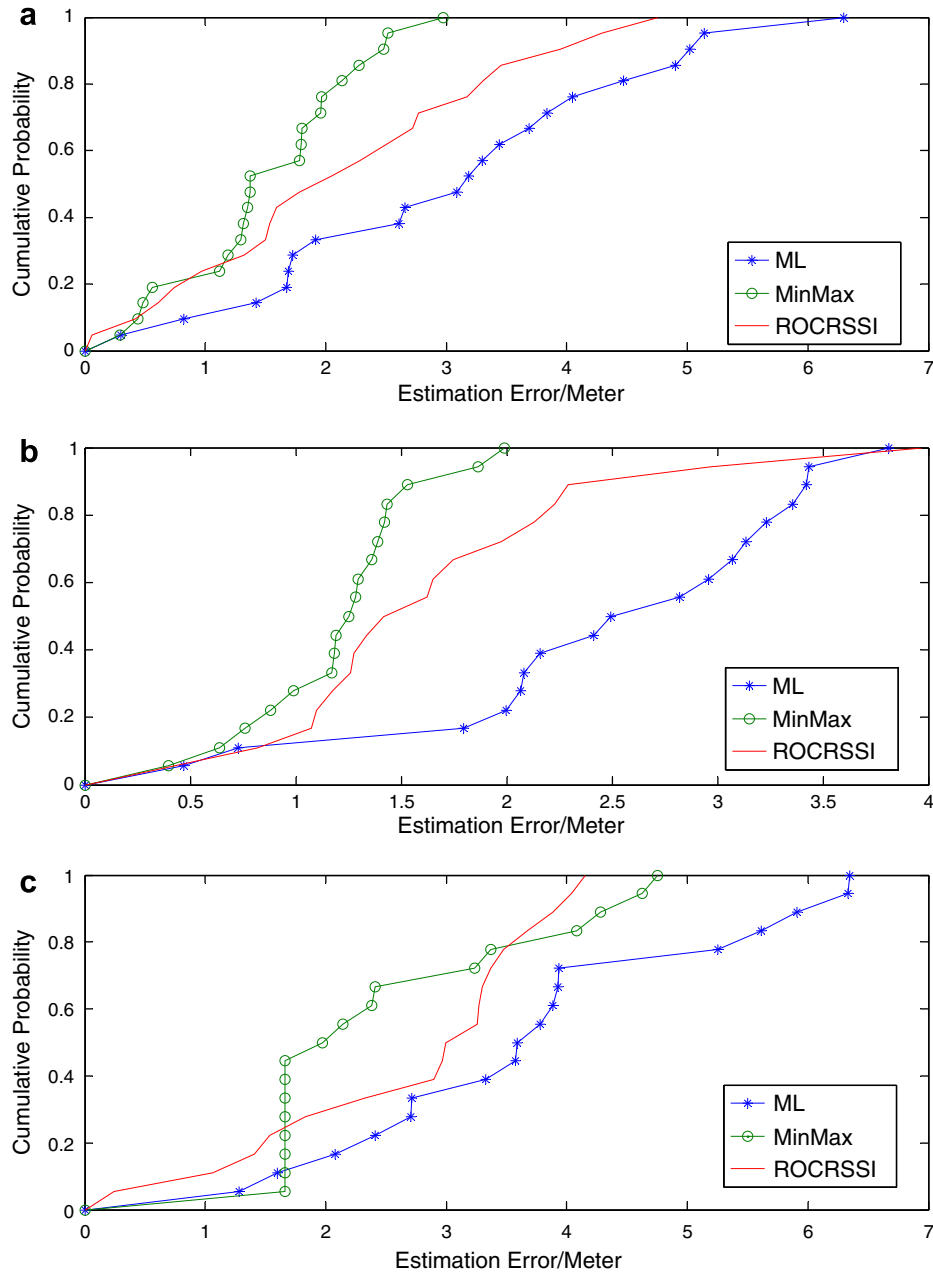 a
1
0.8
0.6
0.4
0.2
0
Cumulative Probability
0 1 2 3 4 5 6 7
Estimation Error/Meter
ML
MinMax
ROCRSSI
b
1
0.8
0.6
0.4
0.2
0
Cumulative Probability
0 0.5 1 1.5 2 2.5 3 3.5 4
Estimation Error/Meter
ML
MinMax
ROCRSSI
c
1
0.8
0.6
0.4
0.2
0
Cumulative Probability
0 1 2 3 4 5 6 7
Estimation Error/Meter
ML
MinMax
ROCRSSI